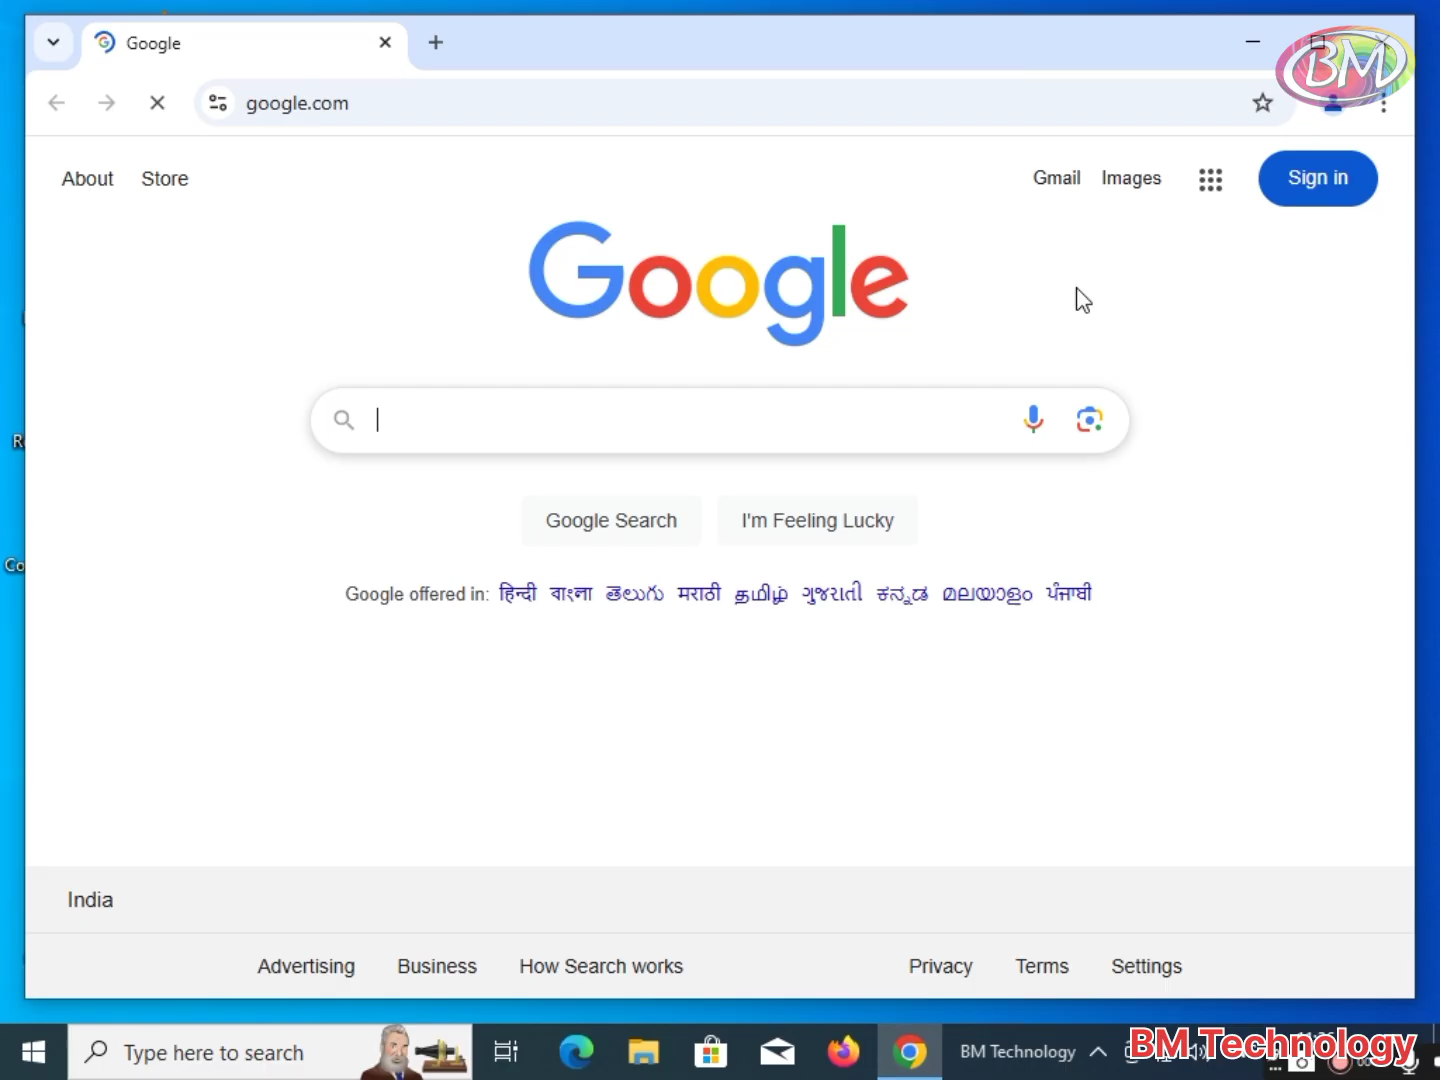 Google
BM
google.com
About Store Gmail Images Sign in
Google
Google Search I'm Feeling Lucky
Google offered in: हिन्दी বাংলা తెలుగు मराठी தமிழ் ગુજરાતી ಕನ್ನಡ മലയാളം ਪੰਜਾਬੀ
India
Advertising Business How Search works Privacy Terms Settings
Type here to search BM Technology
BM Technology